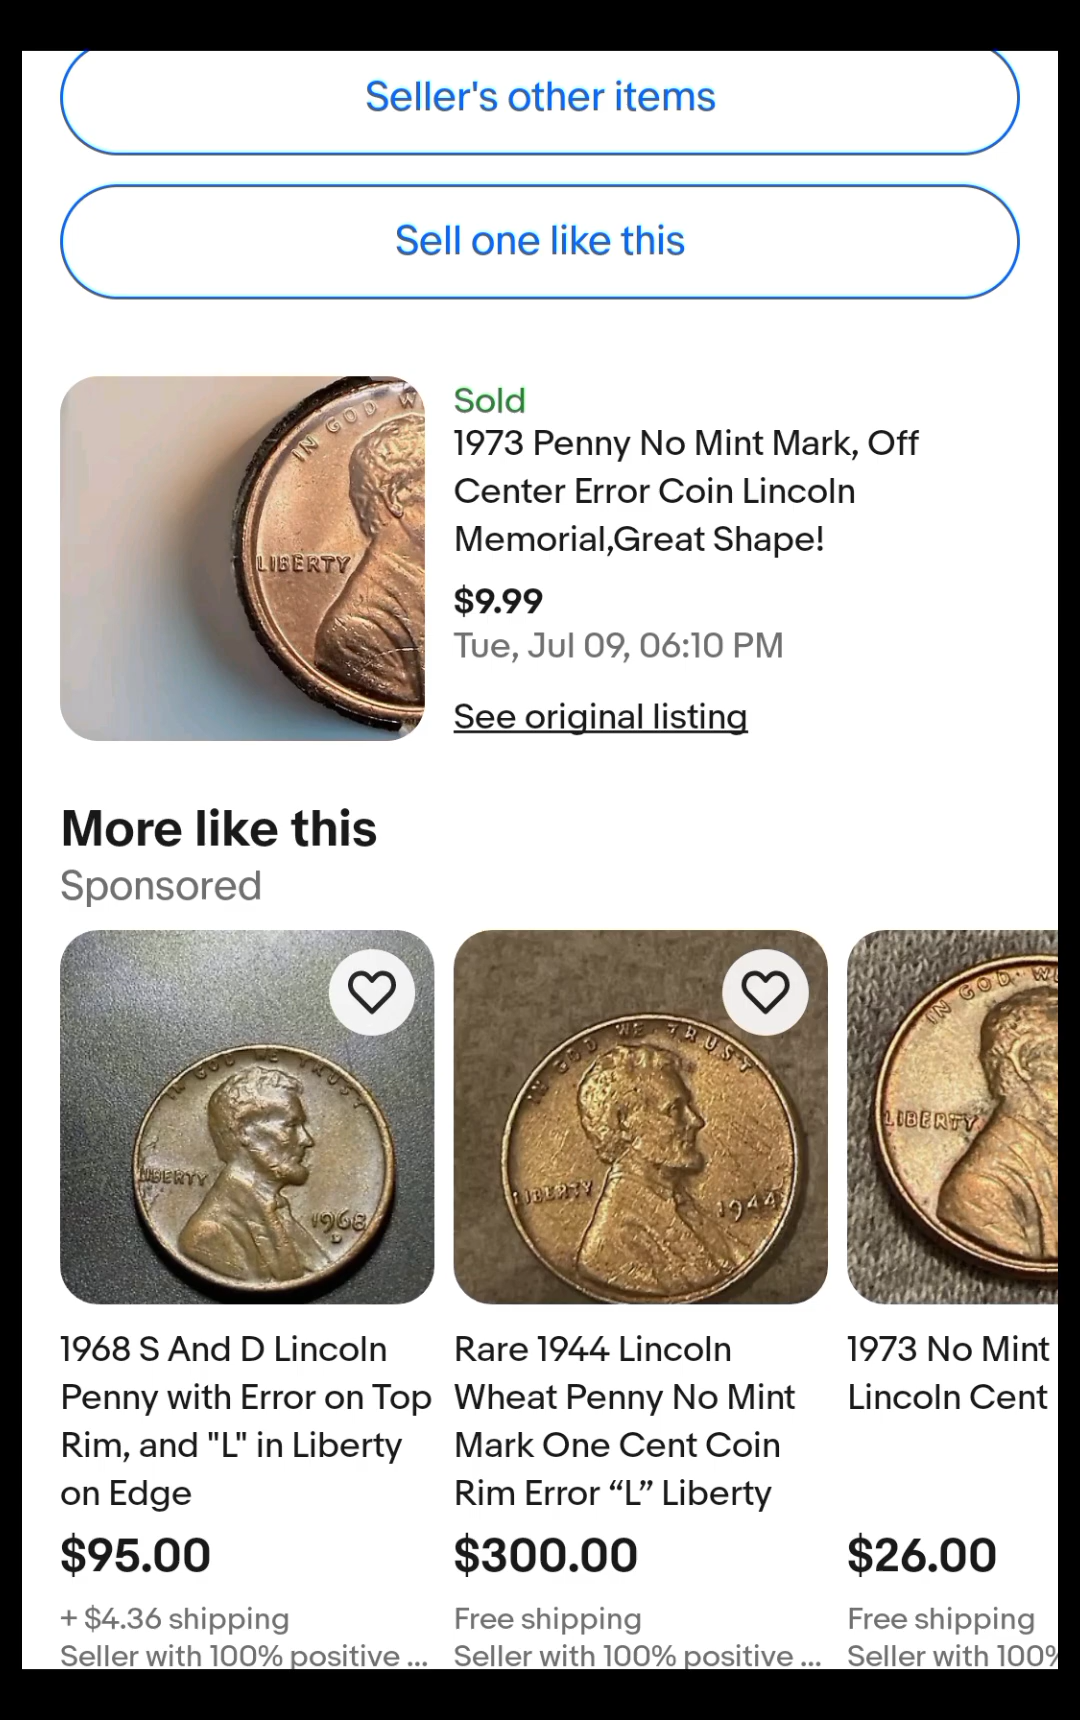 Seller's other items
Sell one like this
IN GOD W
LIBERTY
Sold
1973 Penny No Mint Mark, Off
Center Error Coin Lincoln
Memorial,Great Shape!
$9.99
Tue, Jul 09, 06:10 PM
See original listing
More like this
Sponsored
IN GOD WE TRUST
LIBERTY
1968
D
IN GOD WE TRUST
LIBERTY
1944
IN GOD WE
LIBERTY
1968 S And D Lincoln
Penny with Error on Top
Rim, and "L" in Liberty
on Edge
$95.00
+ $4.36 shipping
Seller with 100% positive ...
Rare 1944 Lincoln
Wheat Penny No Mint
Mark One Cent Coin
Rim Error “L” Liberty
$300.00
Free shipping
Seller with 100% positive ...
1973 No Mint
Lincoln Cent
$26.00
Free shipping
Seller with 100%